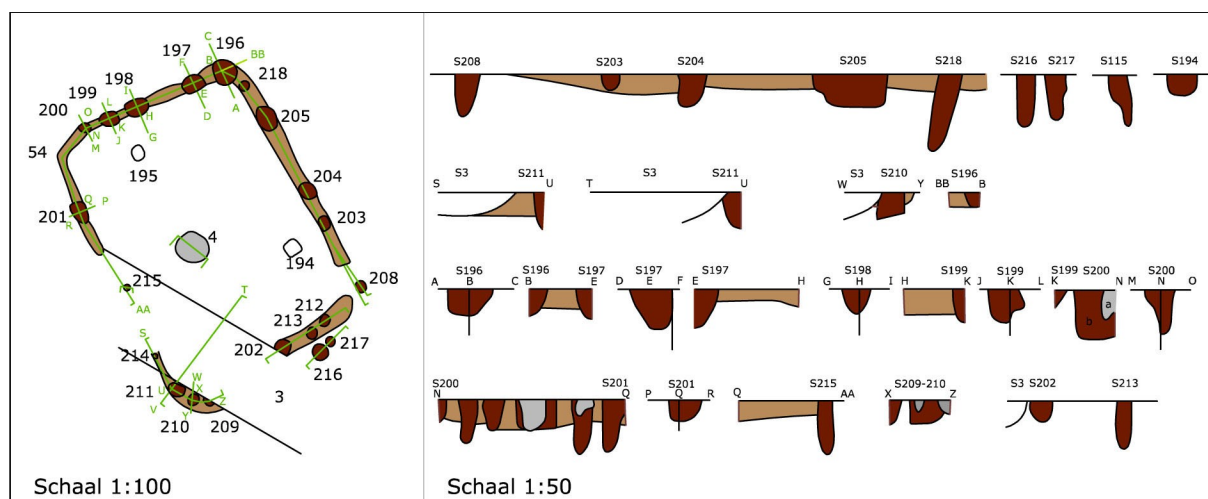 C
196
197
BB
F
B
198
218
E
A
199
I
L
H
D
200
O
K
205
N
J
G
M
54
195
204
Q
P
201
203
R
4
194
215
208
T
AA
212
213
S
202
217
214
216
W
211
U
X
3
V
Z
Y
210
209
Schaal 1:100
S208
S203
S204
S205
S218
S216
S217
S115
S194
S
S3
S211
U
T
S3
S211
U
W
S3
S210
Y
BB
S196
B
A
S196
B
C
S196
B
S197
E
D
S197
E
F
S197
E
H
S198
G
H
I
S199
H
K
S199
J
K
L
S199
S200
K
N
a
b
S200
M
N
O
S200
N
S201
Q
S201
P
Q
R
S215
Q
AA
S209-210
X
Z
S3
S202
S213
Schaal 1:50